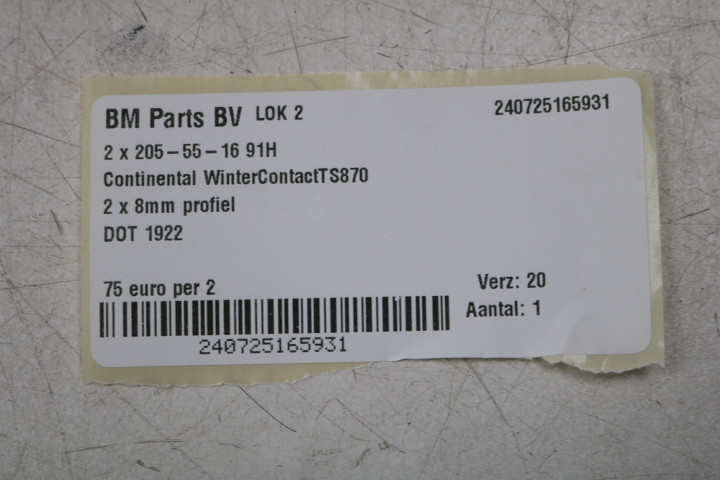 BM Parts BV LOK 2 240725165931
2 x 205-55-16 91H
Continental WinterContactTS870
2 x 8mm profiel
DOT 1922
75 euro per 2 Verz: 20
Aantal: 1
240725165931